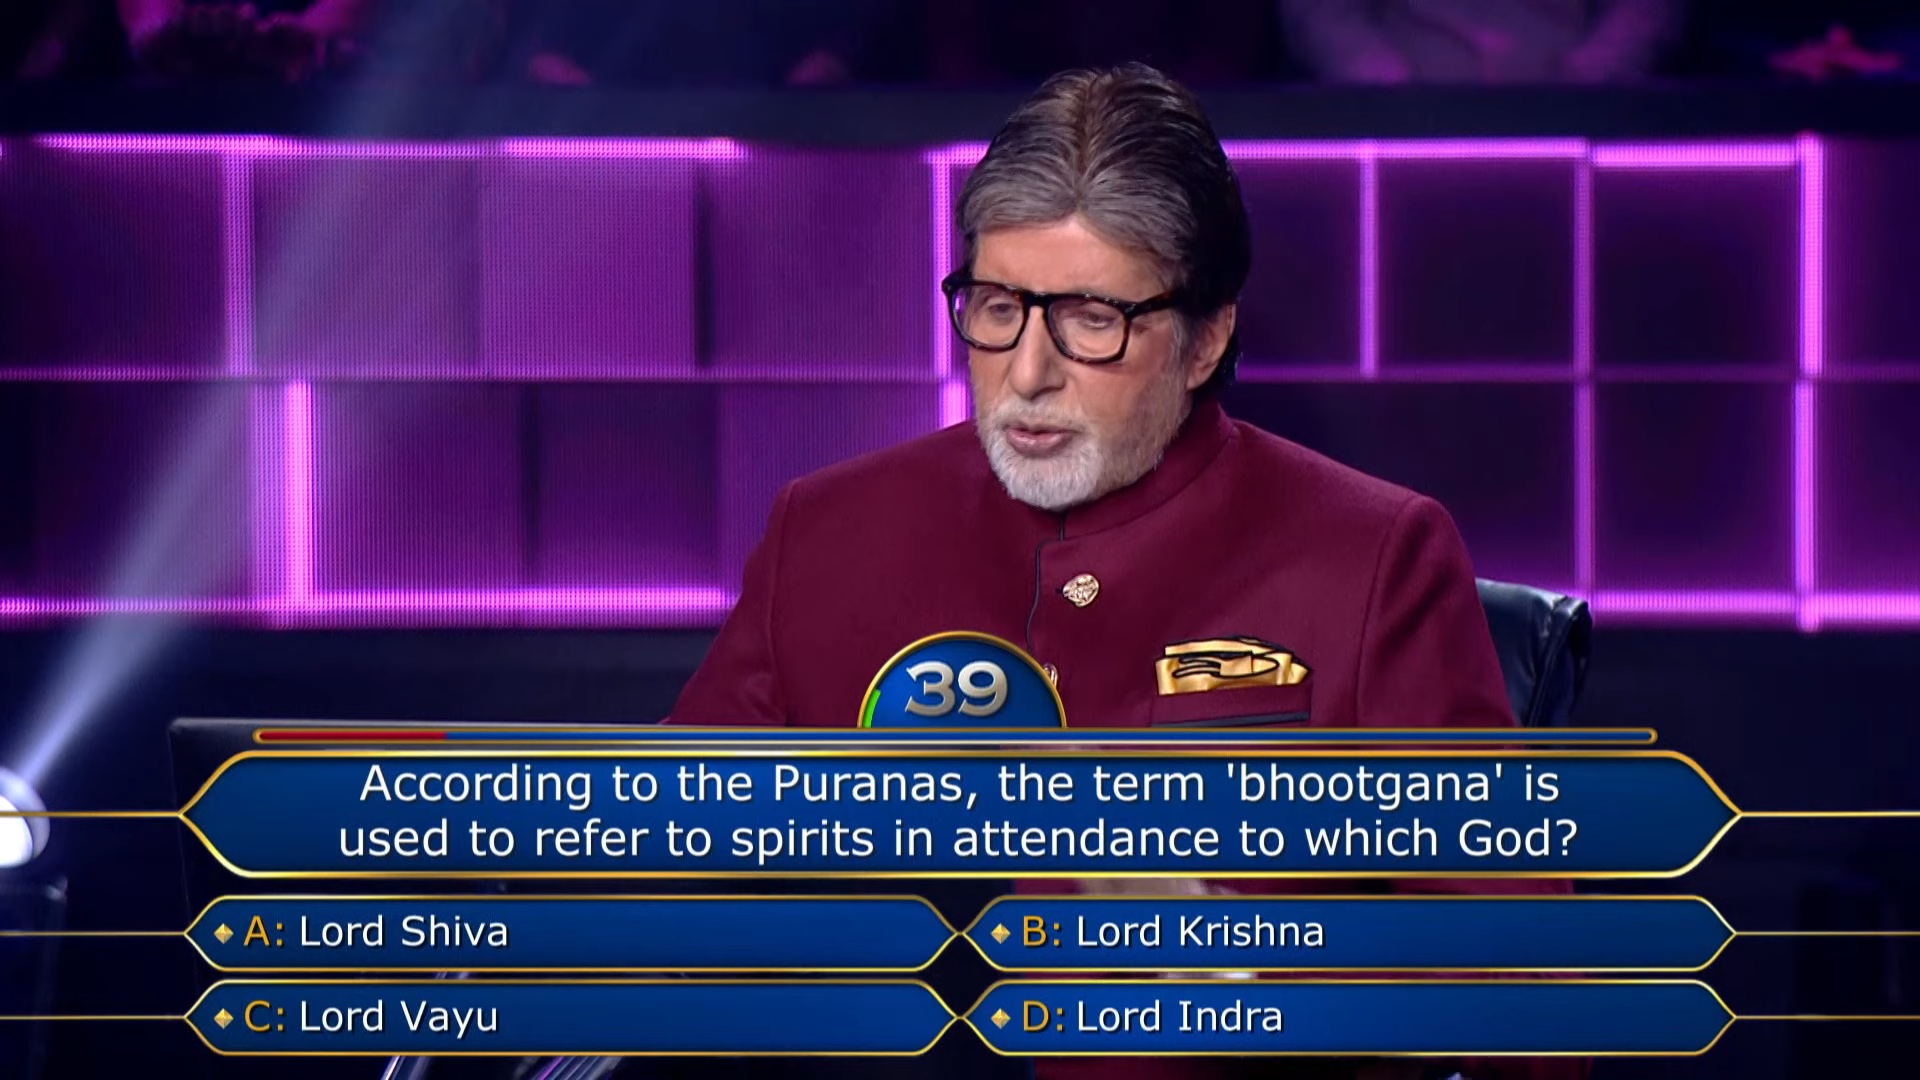 39
According to the Puranas, the term 'bhootgana' is
used to refer to spirits in attendance to which God?
A: Lord Shiva
B: Lord Krishna
C: Lord Vayu
D: Lord Indra